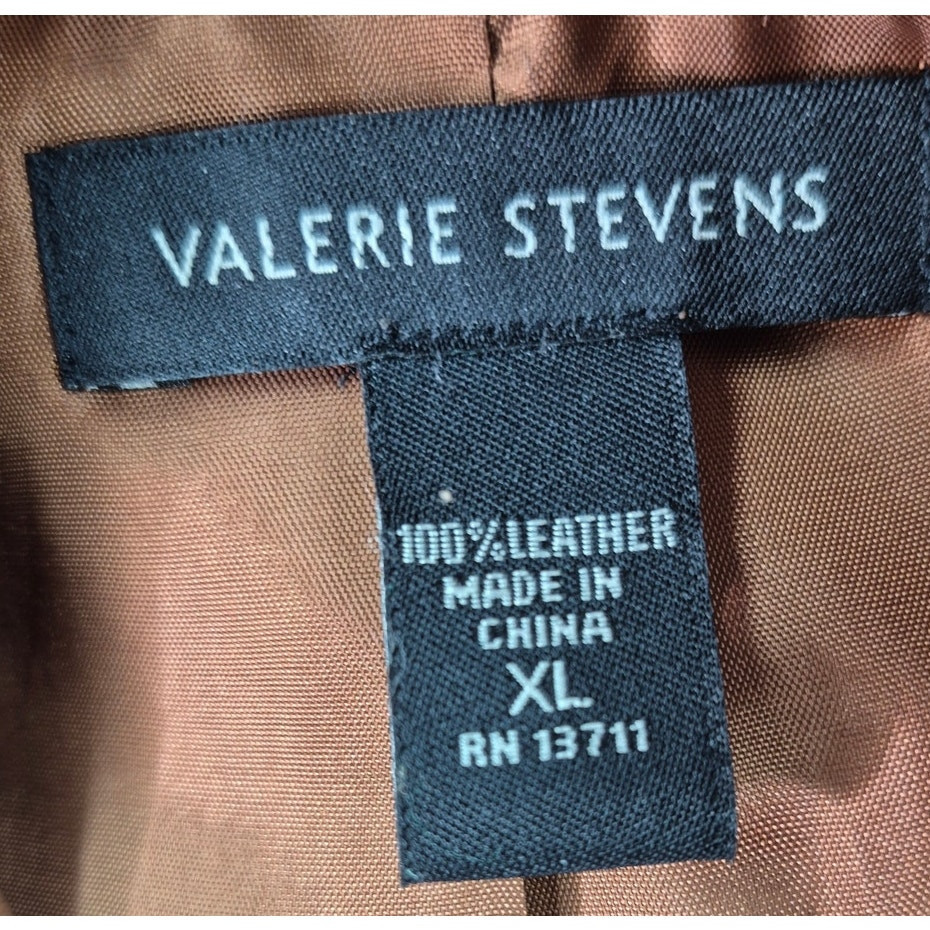 VALERIE STEVENS
100% LEATHER
MADE IN
CHINA
XL
RN 13711